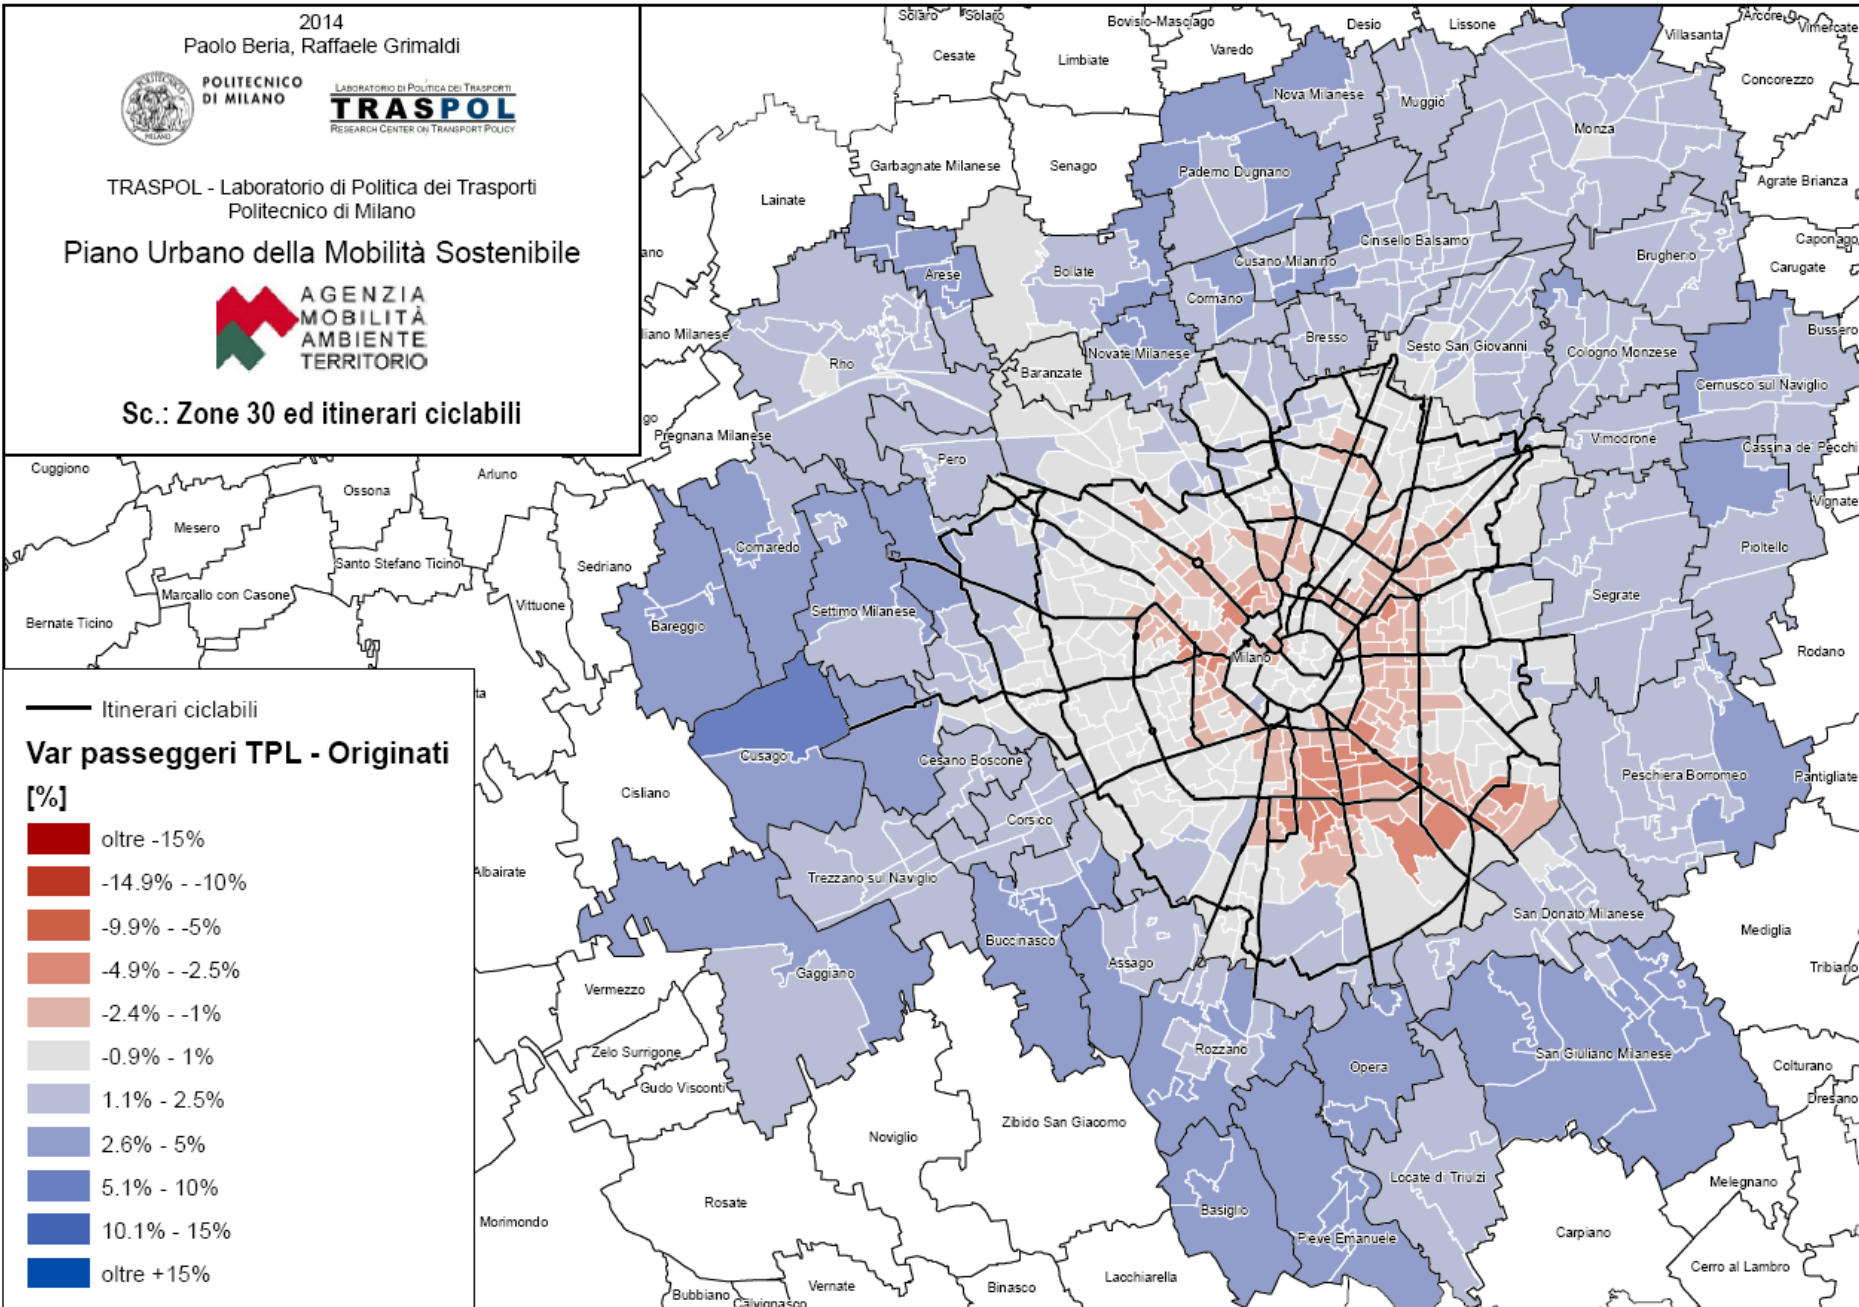 2014
Paolo Beria, Raffaele Grimaldi
POLITECNICO
DI MILANO
LABORATORIO DI POLITICA DEI TRASPORTI
TRASPOL
RESEARCH CENTER ON TRANSPORT POLICY
TRASPOL - Laboratorio di Politica dei Trasporti
Politecnico di Milano
Piano Urbano della Mobilità Sostenibile
AGENZIA
MOBILITÀ
AMBIENTE
TERRITORIO
Sc.: Zone 30 ed itinerari ciclabili
Solaro
Solaro
Bovisio-Masciago
Desio
Lissone
Arcore
Vimercate
Villasanta
Cesate
Limbiate
Varedo
Concorezzo
Nova Milanese
Muggiò
Monza
Garbagnate Milanese
Senago
Paderno Dugnano
Agrate Brianza
Lainate
Caponago
Cinisello Balsamo
Brugherio
Carugate
Arese
Bollate
Cusano Milanino
Cormano
Bussero
iano Milanese
Bresso
Sesto San Giovanni
Cologno Monzese
Novate Milanese
Rho
Baranzate
Cernusco sul Naviglio
Pregnana Milanese
Vimodrone
Cassina de' Pecchi
Pero
Cuggiono
Arluno
Ossona
Vignate
Mesero
Cornaredo
Pioltello
Santo Stefano Ticino
Sedriano
Marcallo con Casone
Vittuone
Segrate
Settimo Milanese
Bernate Ticino
Bareggio
Milano
Rodano
Cusago
Cesano Boscone
Peschiera Borromeo
Pantigliate
Cisliano
Corsico
Albairate
Trezzano sul Naviglio
San Donato Milanese
Mediglia
Buccinasco
Assago
Tribiano
Gaggiano
Vermezzo
Zelo Surrigone
Rozzano
San Giuliano Milanese
Opera
Colturano
Gudo Visconti
Dresano
Zibido San Giacomo
Noviglio
Locate di Triulzi
Melegnano
Rosate
Basiglio
Morimondo
Pieve Emanuele
Carpiano
Cerro al Lambro
Lacchiarella
Vernate
Binasco
Bubbiano
Calvignasco
Itinerari ciclabili
Var passeggeri TPL - Originati
[%]
oltre -15%
-14.9% - -10%
-9.9% - -5%
-4.9% - -2.5%
-2.4% - -1%
-0.9% - 1%
1.1% - 2.5%
2.6% - 5%
5.1% - 10%
10.1% - 15%
oltre +15%